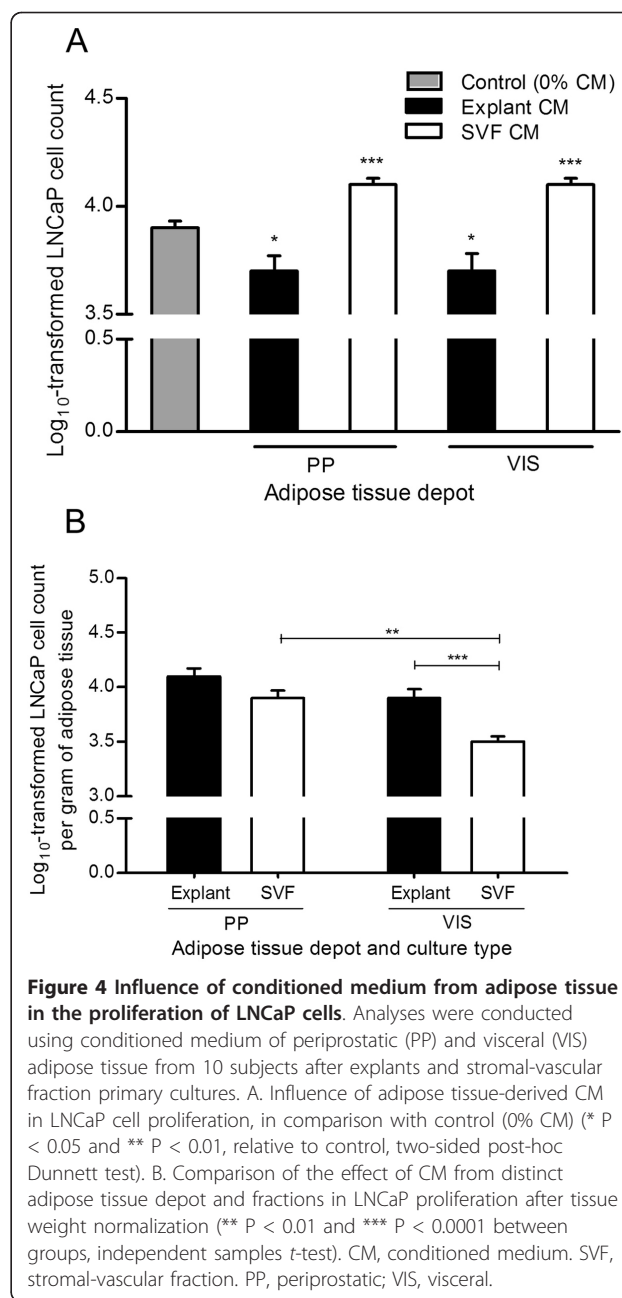 A
Control (0% CM)
Explant CM
SVF CM
Log10-transformed LNCaP cell count
4.5
4.0
3.5
0.5
0.0
*
***
*
***
PP
VIS
Adipose tissue depot
B
Log10-transformed LNCaP cell count
per gram of adipose tissue
5.0
4.5
4.0
3.5
3.0
0.5
0.0
**
***
Explant
SVF
Explant
SVF
PP
VIS
Adipose tissue depot and culture type
Figure 4 Influence of conditioned medium from adipose tissue
in the proliferation of LNCaP cells. Analyses were conducted
using conditioned medium of periprostatic (PP) and visceral (VIS)
adipose tissue from 10 subjects after explants and stromal-vascular
fraction primary cultures. A. Influence of adipose tissue-derived CM
in LNCaP cell proliferation, in comparison with control (0% CM) (* P
< 0.05 and ** P < 0.01, relative to control, two-sided post-hoc
Dunnett test). B. Comparison of the effect of CM from distinct
adipose tissue depot and fractions in LNCaP proliferation after tissue
weight normalization (** P < 0.01 and *** P < 0.0001 between
groups, independent samples t-test). CM, conditioned medium. SVF,
stromal-vascular fraction. PP, periprostatic; VIS, visceral.